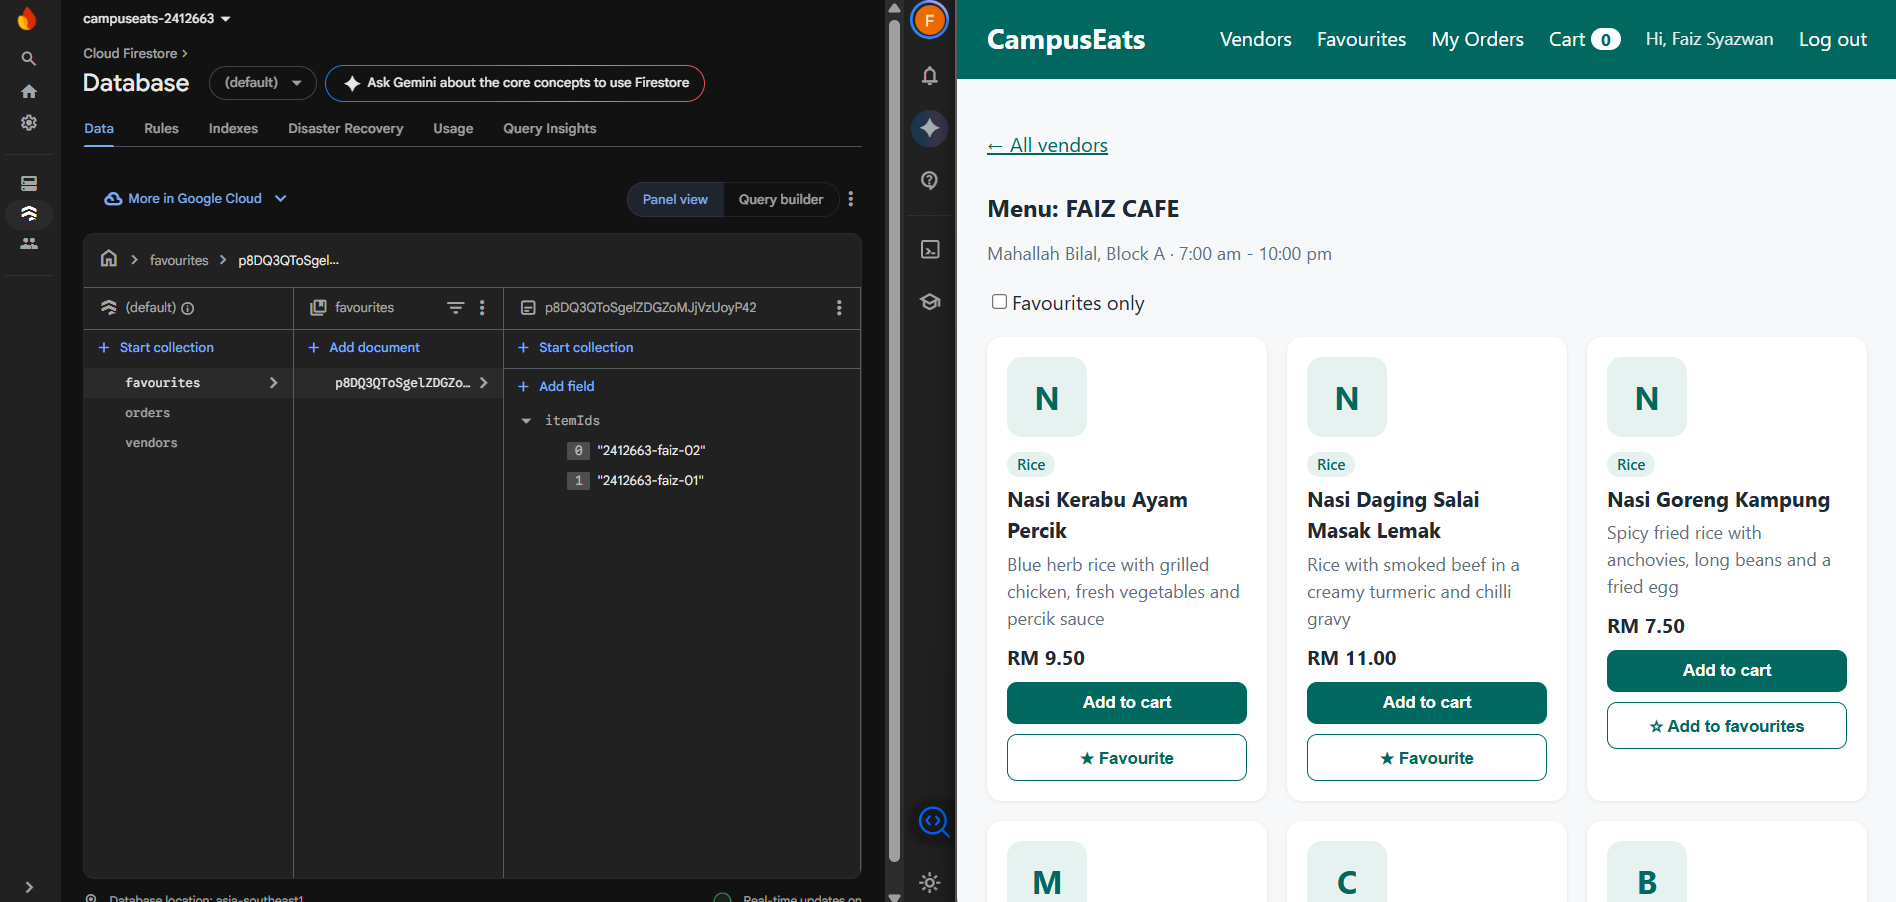 campuseats-2412663
Cloud Firestore >
Database
(default)
Ask Gemini about the core concepts to use Firestore
Data
Rules
Indexes
Disaster Recovery
Usage
Query Insights
More in Google Cloud
Panel view
Query builder
favourites
p8DQ3QToSgel...
(default)
favourites
p8DQ3QToSgelZDGZoMJjVzUoyP42
+ Start collection
+ Add document
+ Start collection
favourites
orders
vendors
p8DQ3QToSgelZDGZo...
+ Add field
itemIds
0 "2412663-faiz-02"
1 "2412663-faiz-01"
Database location: asia-southeast1
Real-time updates on
F
CampusEats
Vendors
Favourites
My Orders
Cart 0
Hi, Faiz Syazwan
Log out
← All vendors
Menu: FAIZ CAFE
Mahallah Bilal, Block A · 7:00 am - 10:00 pm
Favourites only
N
Rice
Nasi Kerabu Ayam
Percik
Blue herb rice with grilled
chicken, fresh vegetables and
percik sauce
RM 9.50
Add to cart
★ Favourite
N
Rice
Nasi Daging Salai
Masak Lemak
Rice with smoked beef in a
creamy turmeric and chilli
gravy
RM 11.00
Add to cart
★ Favourite
N
Rice
Nasi Goreng Kampung
Spicy fried rice with
anchovies, long beans and a
fried egg
RM 7.50
Add to cart
☆ Add to favourites
M
C
B